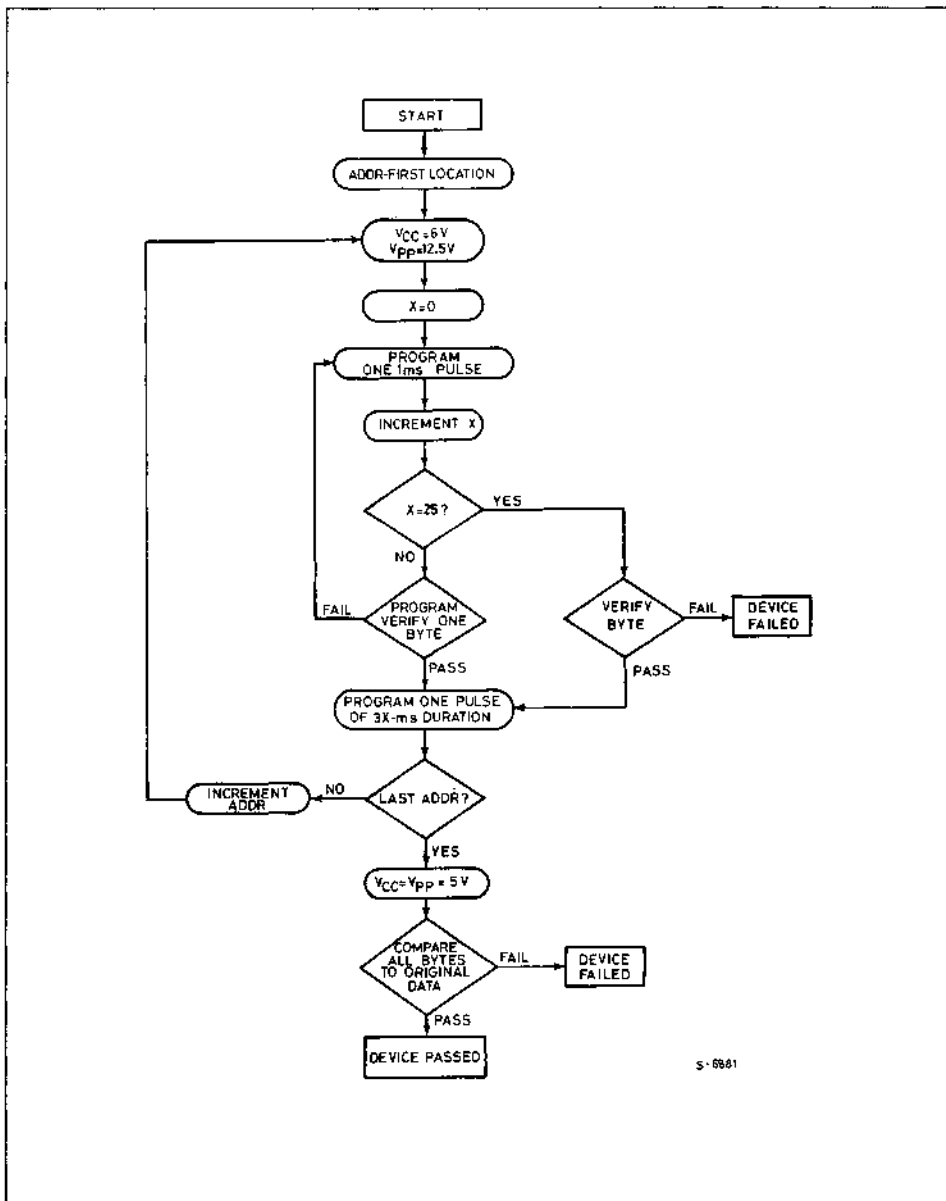 START
ADDR-FIRST LOCATION
VCC=6V
VPP=12.5V
X=0
PROGRAM
ONE 1ms PULSE
INCREMENT X
X=25?
YES
NO
PROGRAM
VERIFY ONE
BYTE
FAIL
VERIFY
BYTE
FAIL
DEVICE
FAILED
PASS
PASS
PROGRAM ONE PULSE
OF 3X-ms DURATION
LAST ADDR?
NO
INCREMENT
ADDR
YES
VCC=VPP=5V
COMPARE
ALL BYTES
TO ORIGINAL
DATA
FAIL
DEVICE
FAILED
PASS
DEVICE PASSED
S-6881